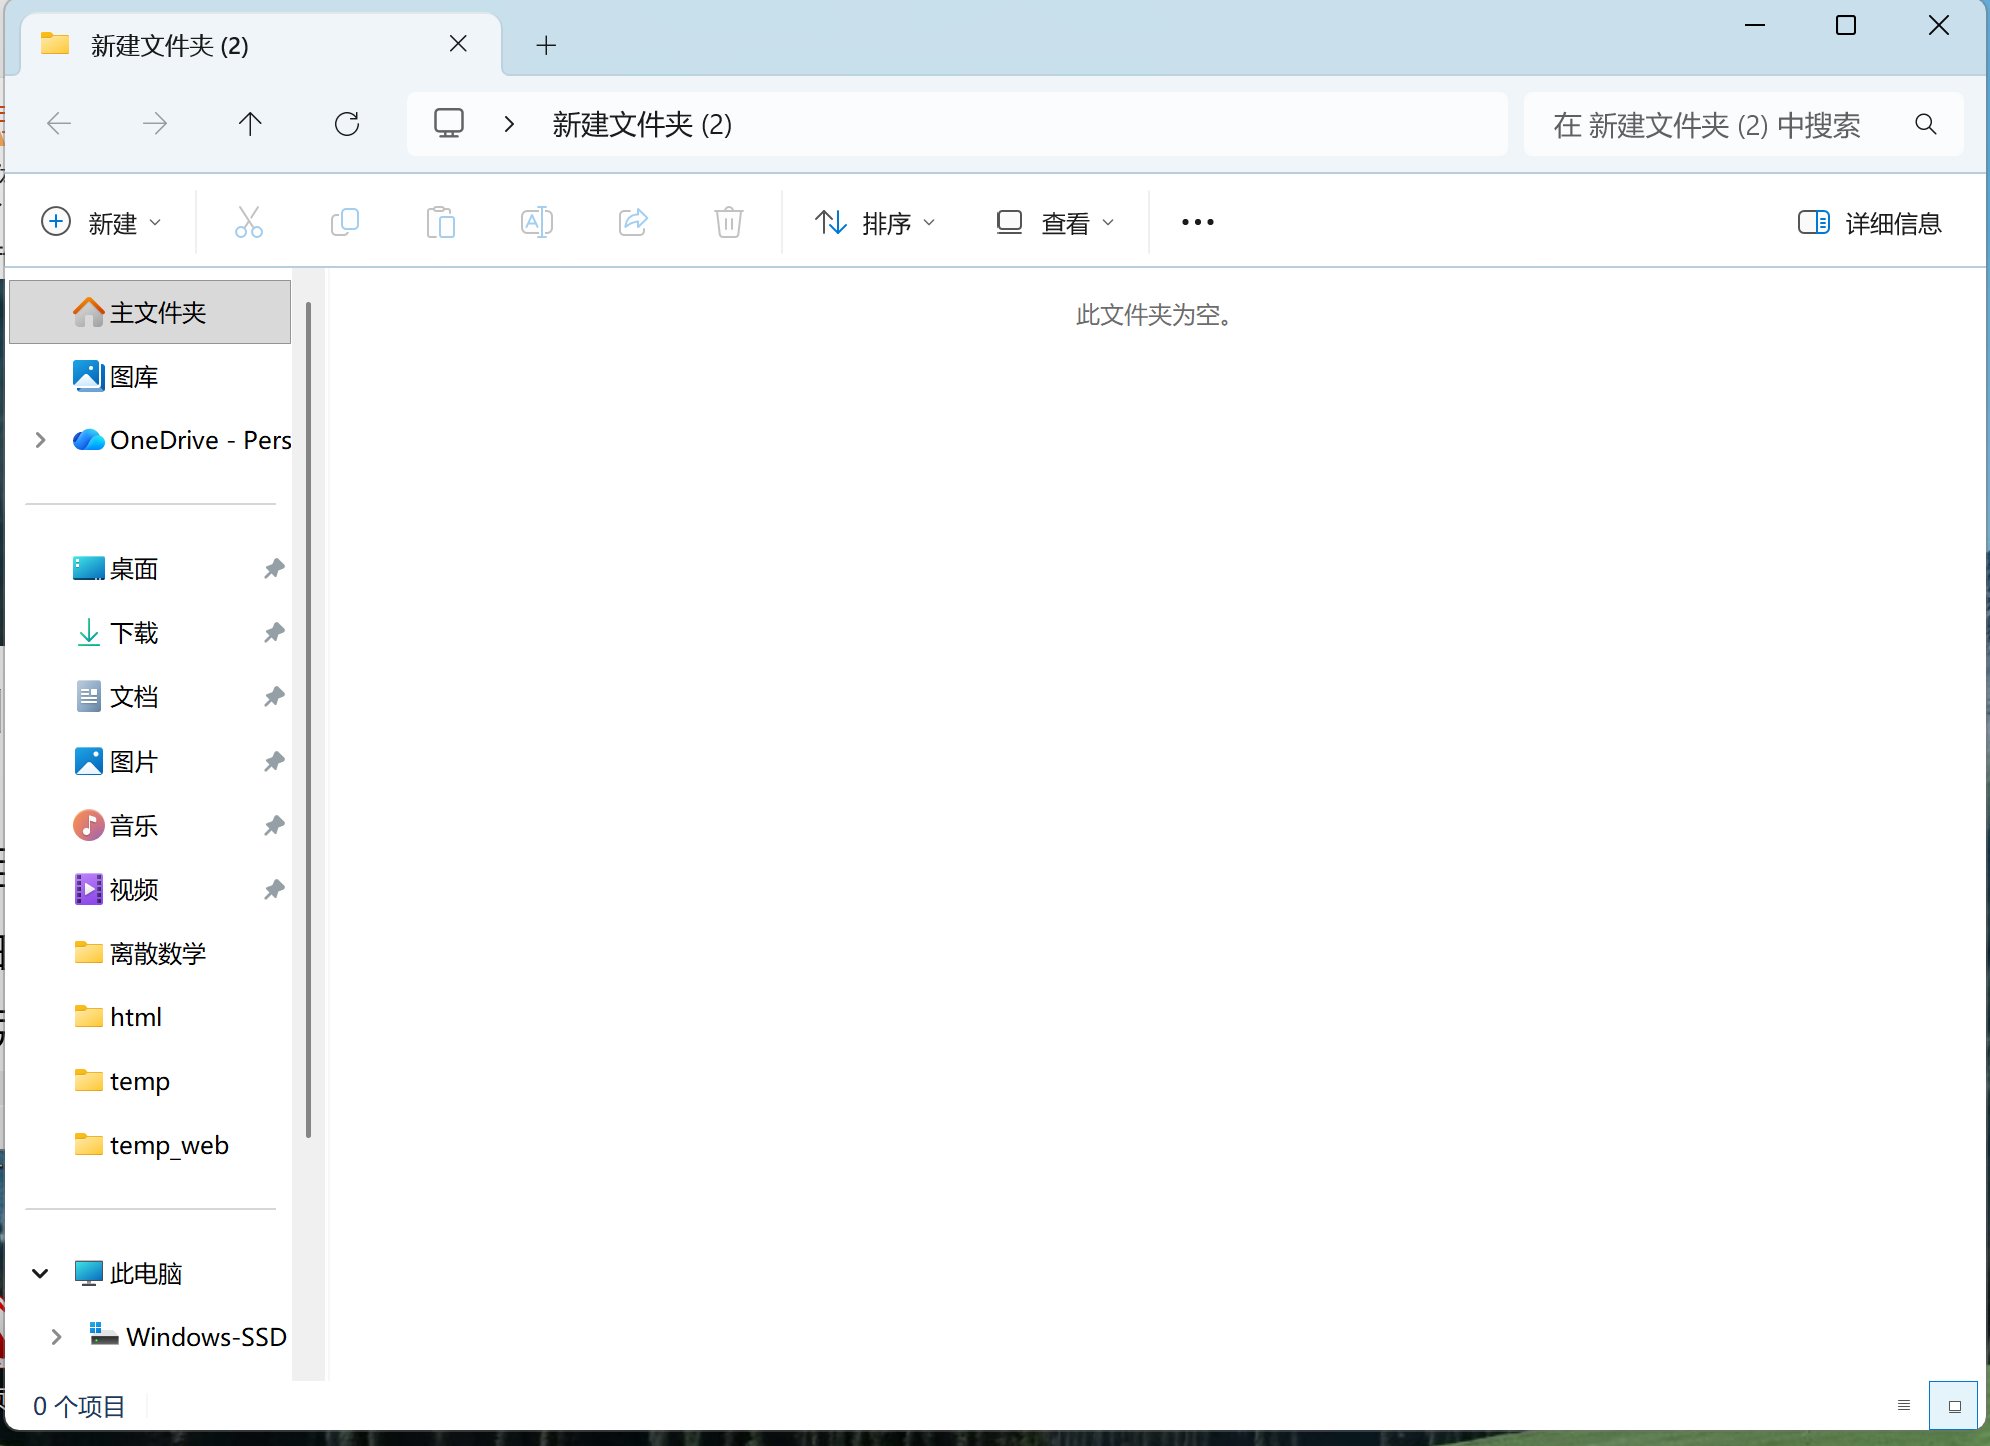 新建文件夹 (2)
新建文件夹 (2)
在 新建文件夹 (2) 中搜索
新建
排序
查看
详细信息
主文件夹
图库
OneDrive - Pers
桌面
下载
文档
图片
音乐
视频
离散数学
html
temp
temp_web
此电脑
Windows-SSD
此文件夹为空。
0 个项目